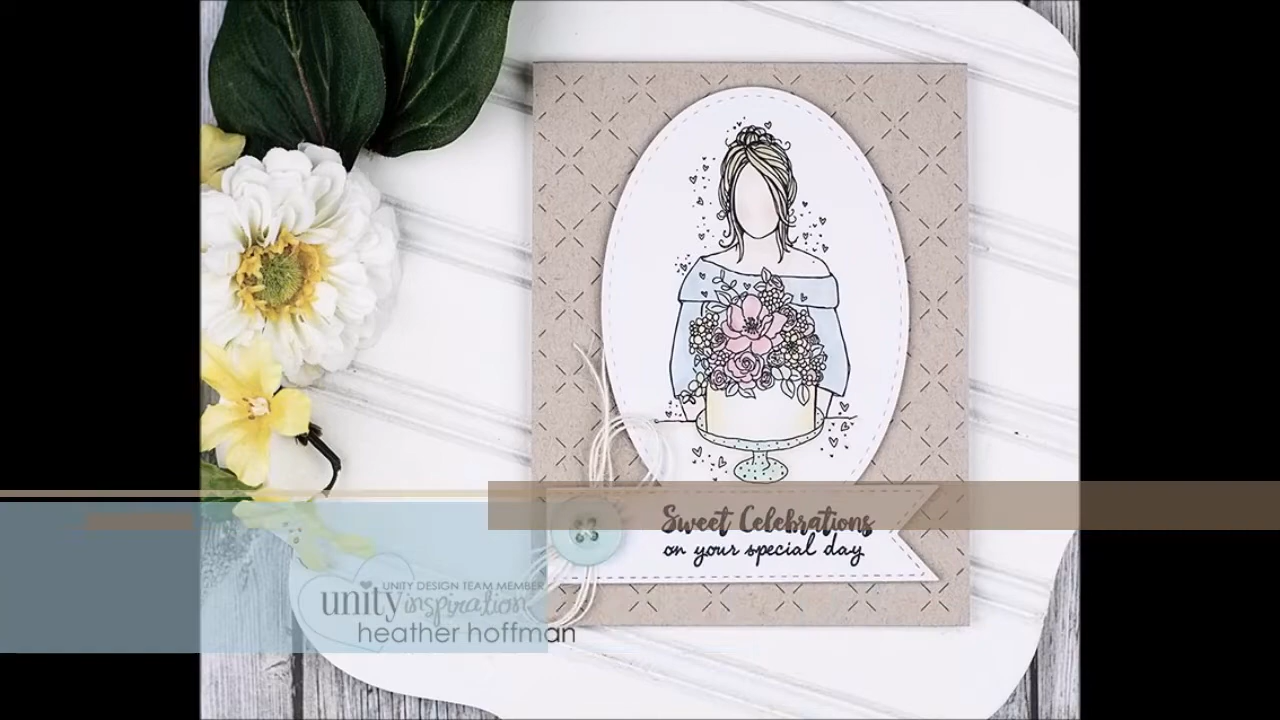 Sweet Celebrations
on your special day
UNITY DESIGN TEAM MEMBER
unity inspiration
heather hoffman